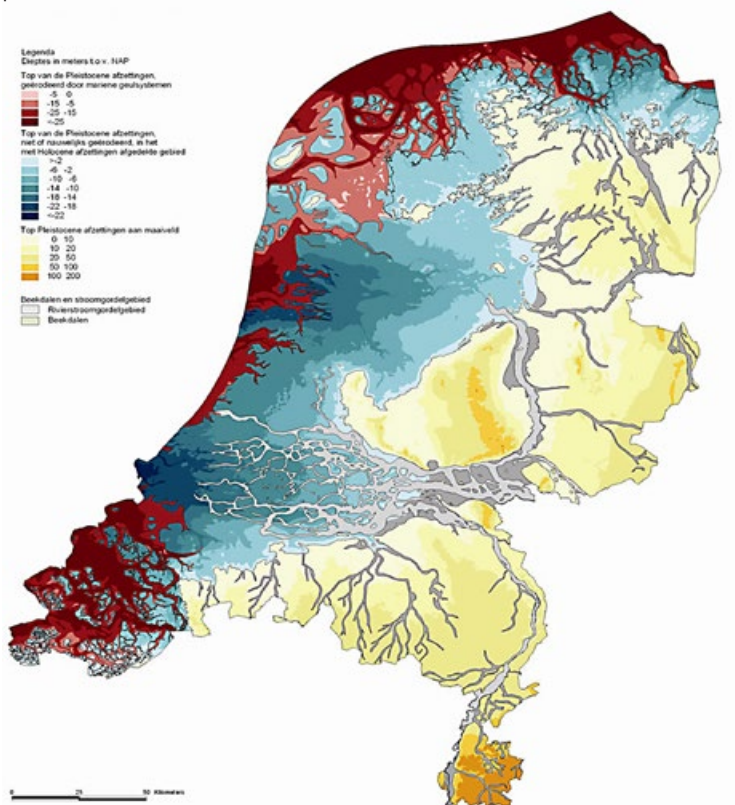 Legenda
Dieptes in meters t.o.v. NAP
Top van de Pleistocene afzettingen,
geërodeerd door mariene geulsystemen
-5 0
-15 -5
-25 -15
<-25
Top van de Pleistocene afzettingen,
niet of nauwelijks geërodeerd, in het
met Holocene afzettingen afgedekte gebied
>-2
-6 -2
-10 -6
-14 -10
-18 -14
-22 -18
<-22
Top Pleistocene afzettingen aan maaiveld
0 10
10 20
20 50
50 100
100 200
Beekdalen en stroomgordelgebied
Rivierstroomgordelgebied
Beekdalen
0 25 50 Kilometers